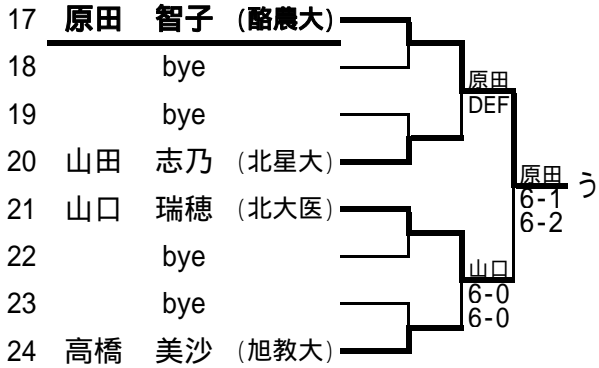 17 原田 智子 (酪農大)
18 bye
原田
DEF
19 bye
20 山田 志乃 (北星大)
原田 う
6-1
6-2
21 山口 瑞穂 (北大医)
22 bye
山口
6-0
6-0
23 bye
24 高橋 美沙 (旭教大)